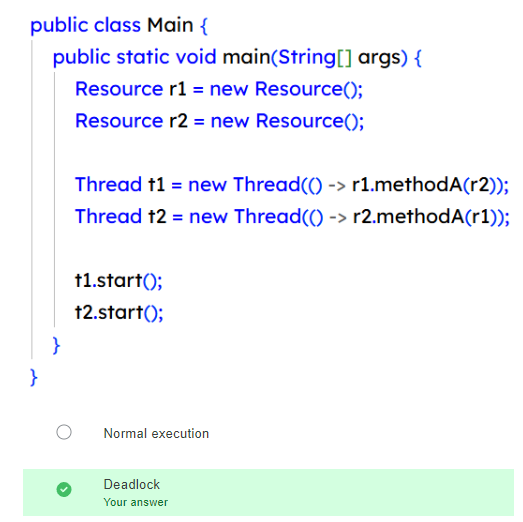 public class Main {
public static void main(String[] args) {
Resource r1 = new Resource();
Resource r2 = new Resource();
Thread t1 = new Thread(() -> r1.methodA(r2));
Thread t2 = new Thread(() -> r2.methodA(r1));
t1.start();
t2.start();
}
}
Normal execution
Deadlock
Your answer